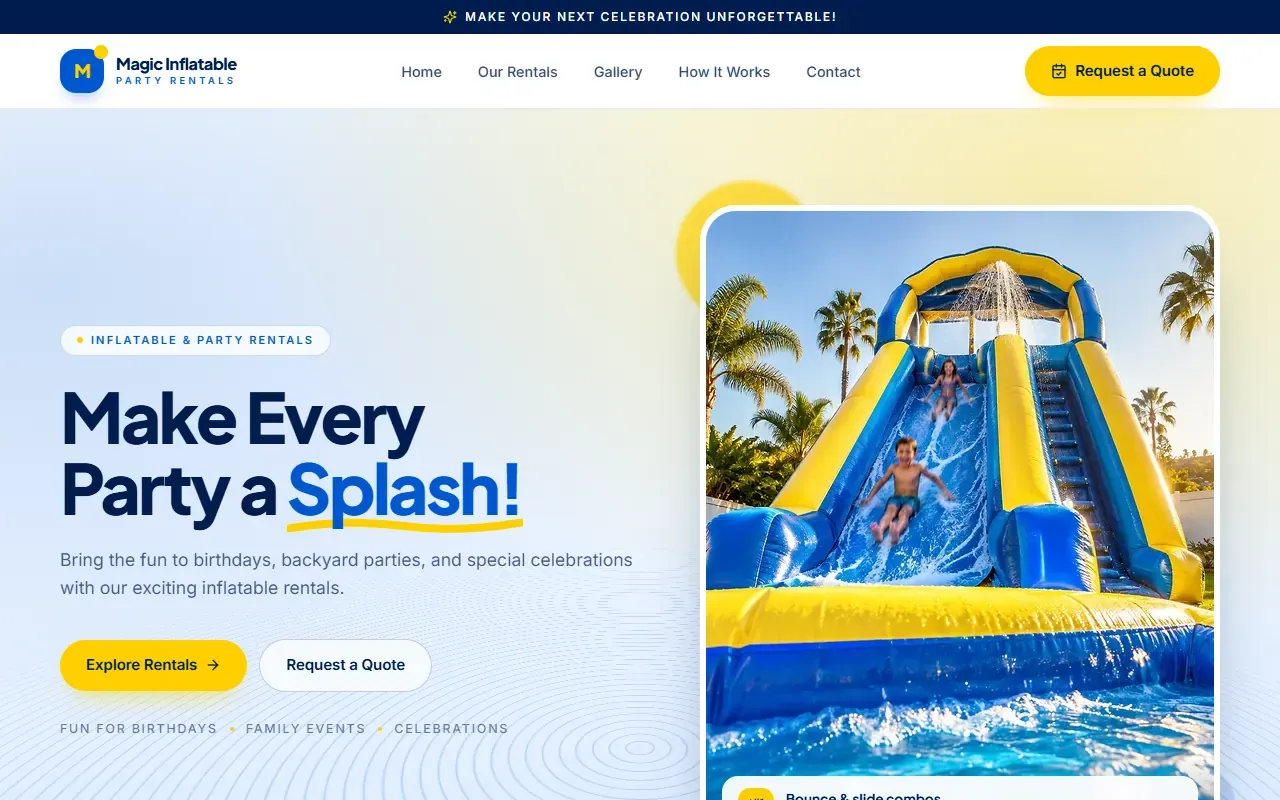 MAKE YOUR NEXT CELEBRATION UNFORGETTABLE!
M
Magic Inflatable
PARTY RENTALS
Home
Our Rentals
Gallery
How It Works
Contact
Request a Quote
INFLATABLE & PARTY RENTALS
Make Every
Party a Splash!
Bring the fun to birthdays, backyard parties, and special celebrations
with our exciting inflatable rentals.
Explore Rentals
Request a Quote
FUN FOR BIRTHDAYS • FAMILY EVENTS • CELEBRATIONS
Bounce & slide combos